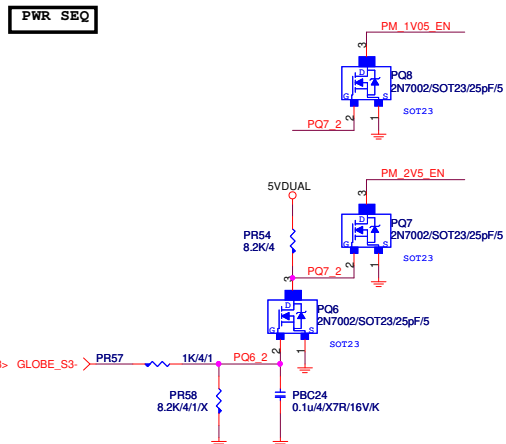 PWR SEQ
PM_1V05_EN
3
D
PQ8
2N7002/SOT23/25pF/5
G
S
SOT23
2
1
PQ7_2
PM_2V5_EN
5VDUAL
3
D
PR54
8.2K/4
PQ7
2N7002/SOT23/25pF/5
G
S
SOT23
2
1
PQ7_2
3
D
PQ6
2N7002/SOT23/25pF/5
G
S
SOT23
2
1
> GLOBE_S3-
PR57
1K/4/1
PQ6_2
PR58
8.2K/4/1/X
PBC24
0.1u/4/X7R/16V/K